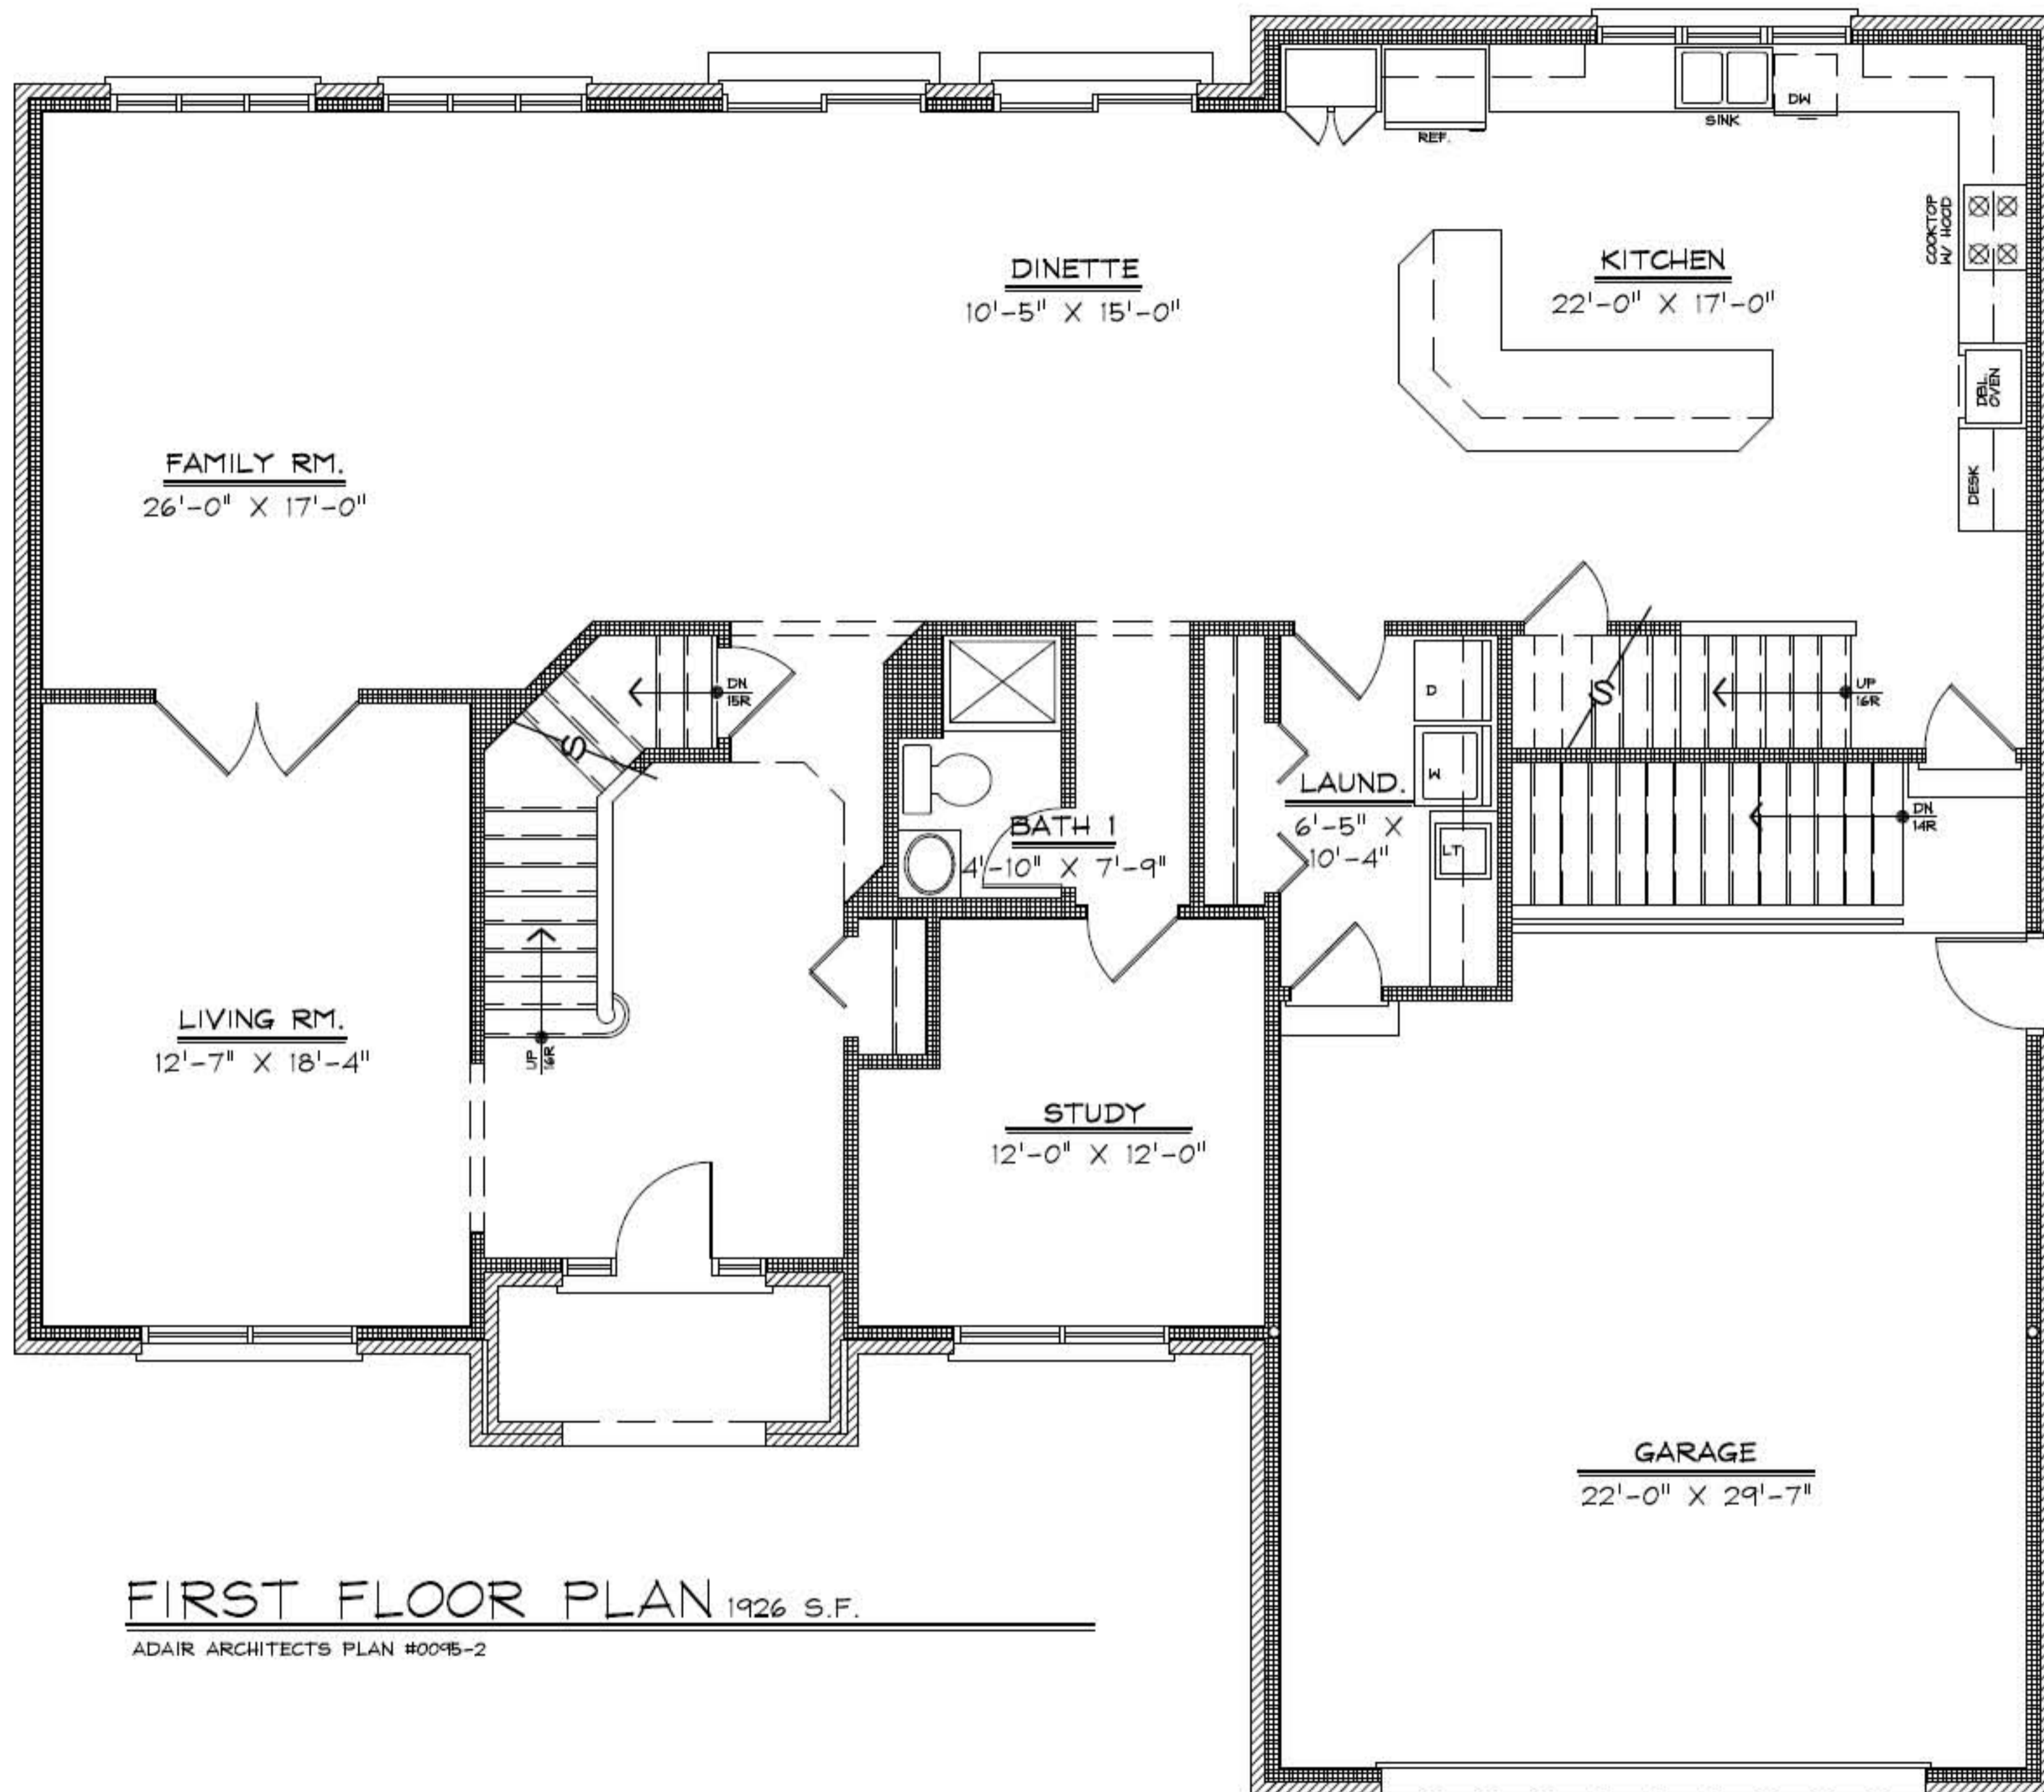 REF.
SINK
DW
COOKTOP
W/ HOOD
DINETTE
10'-5" X 15'-0"
KITCHEN
22'-0" X 17'-0"
DBL.
OVEN
DESK
FAMILY RM.
26'-0" X 17'-0"
DN
15R
D
UP
16R
S
S
W
LAUND.
6'-5" X
10'-4"
DN
14R
BATH 1
4'-10" X 7'-9"
LT
LIVING RM.
12'-7" X 18'-4"
UP
16R
STUDY
12'-0" X 12'-0"
GARAGE
22'-0" X 29'-7"
FIRST FLOOR PLAN 1926 S.F.
ADAIR ARCHITECTS PLAN #0095-2